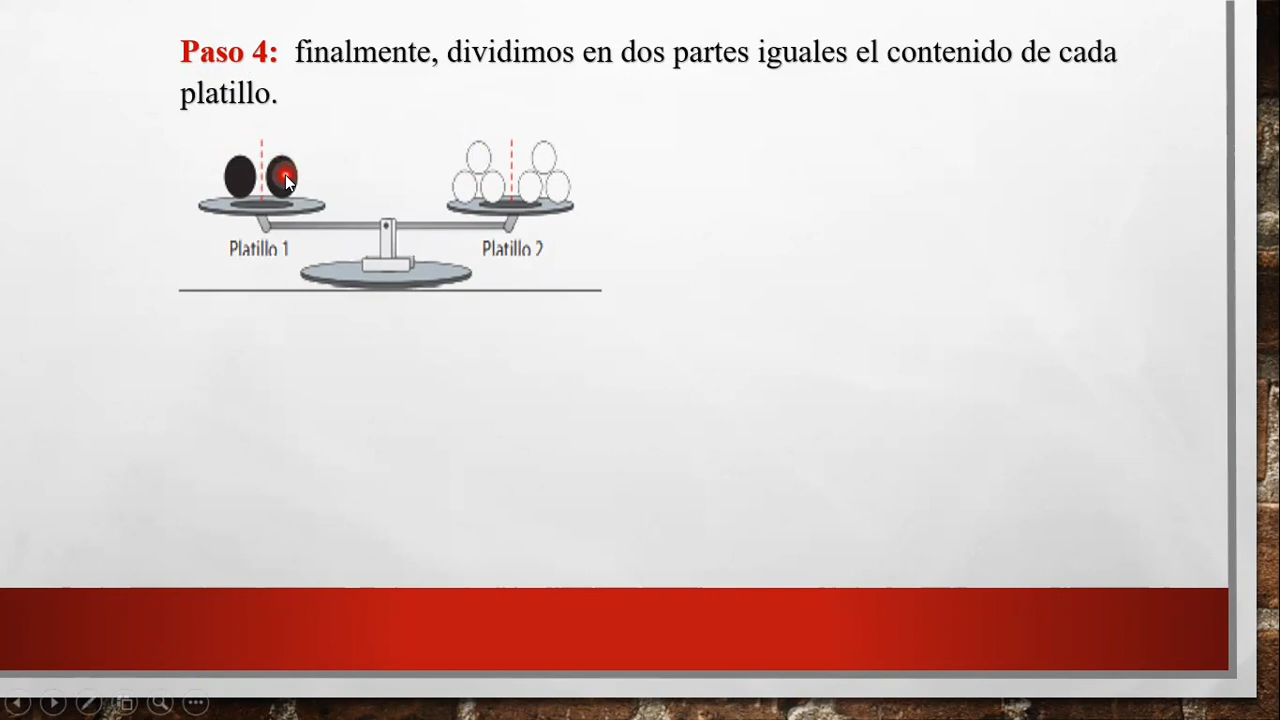 Paso 4: finalmente, dividimos en dos partes iguales el contenido de cada
platillo.
Platillo 1
Platillo 2